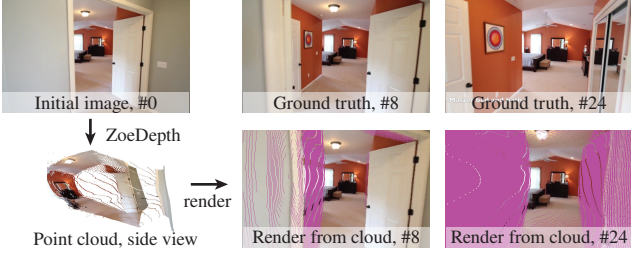 Initial image, #0
Ground truth, #8
Ground truth, #24
ZoeDepth
render
Point cloud, side view
Render from cloud, #8
Render from cloud, #24